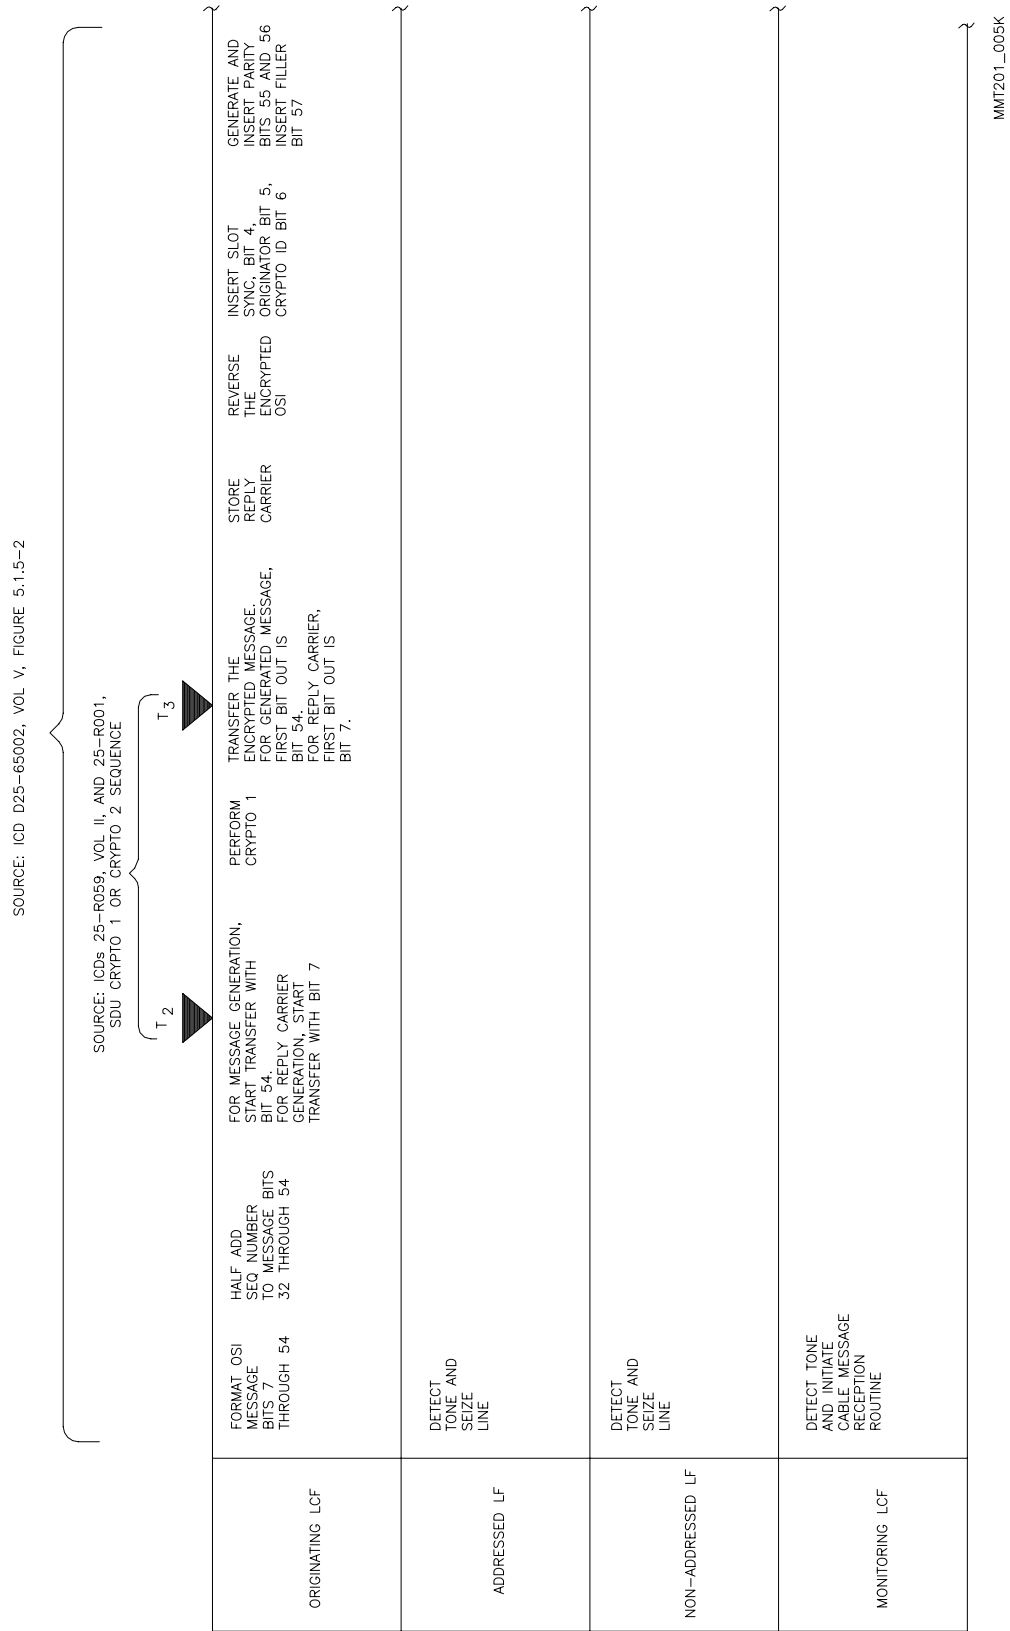 SOURCE: ICD D25-65002, VOL V, FIGURE 5.1.5-2
SOURCE: ICDs 25-R059, VOL II, AND 25-R001,
SDU CRYPTO 1 OR CRYPTO 2 SEQUENCE
T 2
T 3
ORIGINATING LCF
FORMAT OSI
MESSAGE
BITS 7
THROUGH 54
HALF ADD
SEQ NUMBER
TO MESSAGE BITS
32 THROUGH 54
FOR MESSAGE GENERATION,
START TRANSFER WITH
BIT 54.
FOR REPLY CARRIER
GENERATION, START
TRANSFER WITH BIT 7
PERFORM
CRYPTO 1
TRANSFER THE
ENCRYPTED MESSAGE.
FOR GENERATED MESSAGE,
FIRST BIT OUT IS
BIT 54.
FOR REPLY CARRIER,
FIRST BIT OUT IS
BIT 7.
STORE
REPLY
CARRIER
REVERSE
THE
ENCRYPTED
OSI
INSERT SLOT
SYNC, BIT 4,
ORIGINATOR BIT 5,
CRYPTO ID BIT 6
GENERATE AND
INSERT PARITY
BITS 55 AND 56
INSERT FILLER
BIT 57
ADDRESSED LF
DETECT
TONE AND
SEIZE
LINE
NON-ADDRESSED LF
DETECT
TONE AND
SEIZE
LINE
MONITORING LCF
DETECT TONE
AND INITIATE
CABLE MESSAGE
RECEPTION
ROUTINE
MMT201_005K